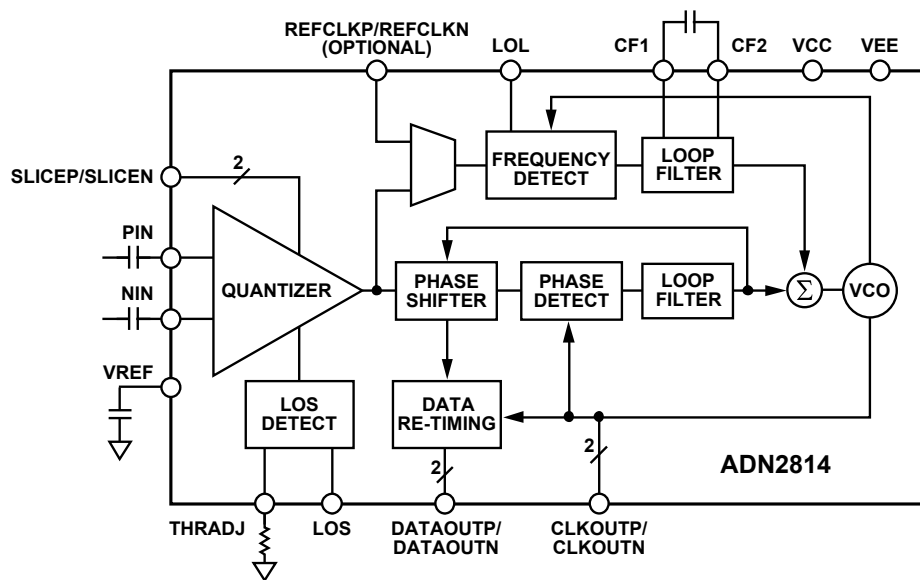 REFCLKP/REFCLKN
(OPTIONAL)
LOL
CF1
CF2
VCC
VEE
SLICEP/SLICEN
2
FREQUENCY
DETECT
LOOP
FILTER
PIN
NIN
QUANTIZER
PHASE
SHIFTER
PHASE
DETECT
LOOP
FILTER
Σ
VCO
VREF
LOS
DETECT
DATA
RE-TIMING
2
2
ADN2814
THRADJ
LOS
DATAOUTP/
DATAOUTN
CLKOUTP/
CLKOUTN